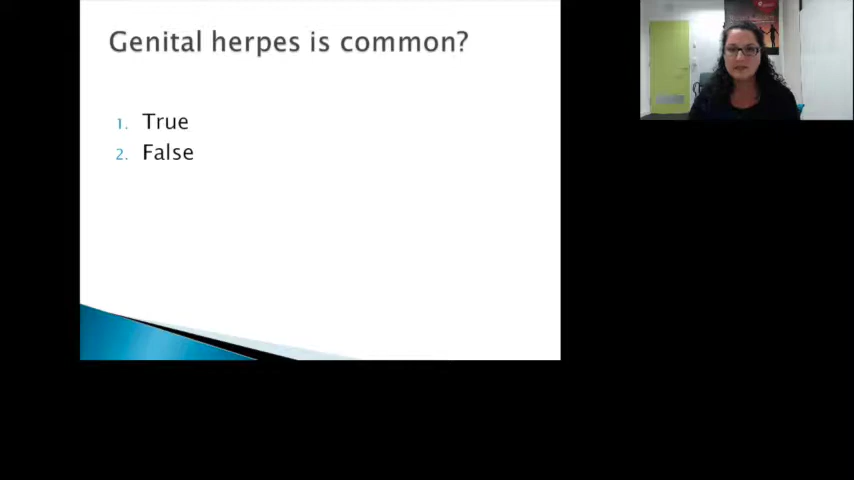 Genital herpes is common?
1. True
2. False